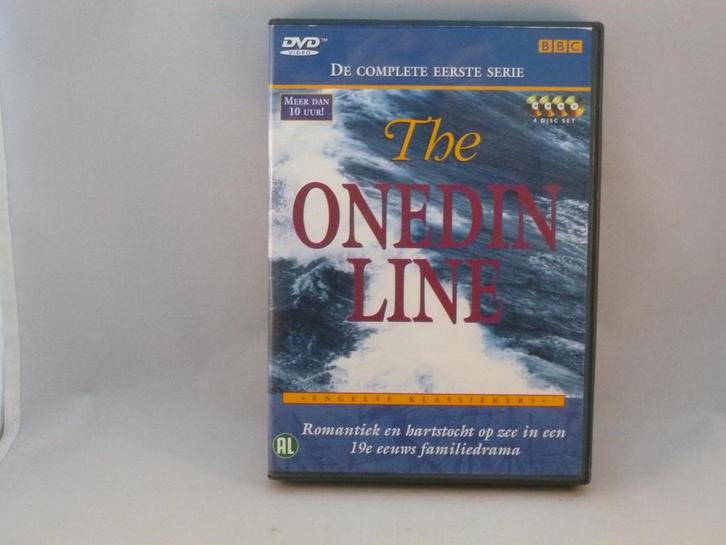 DVD™
VIDEO
BBC
DE COMPLETE EERSTE SERIE
MEER DAN
10 UUR!
4 DISC SET
The
ONEDIN
LINE
• ENGELSE KLASSIEKERS •
Romantiek en hartstocht op zee in een
19e eeuws familiedrama
AL